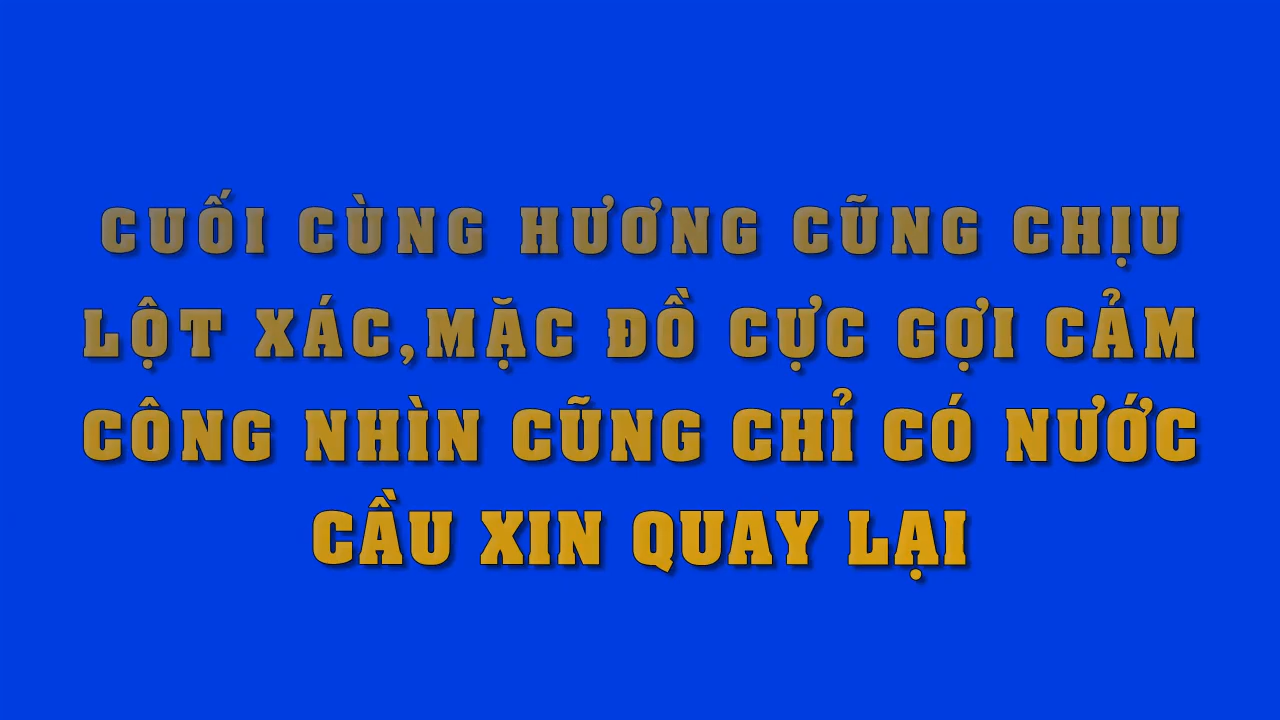 CUỐI CÙNG HƯƠNG CŨNG CHỊU
LỘT XÁC,MẶC ĐỒ CỰC GỢI CẢM
CÔNG NHÌN CŨNG CHỈ CÓ NƯỚC
CẦU XIN QUAY LẠI